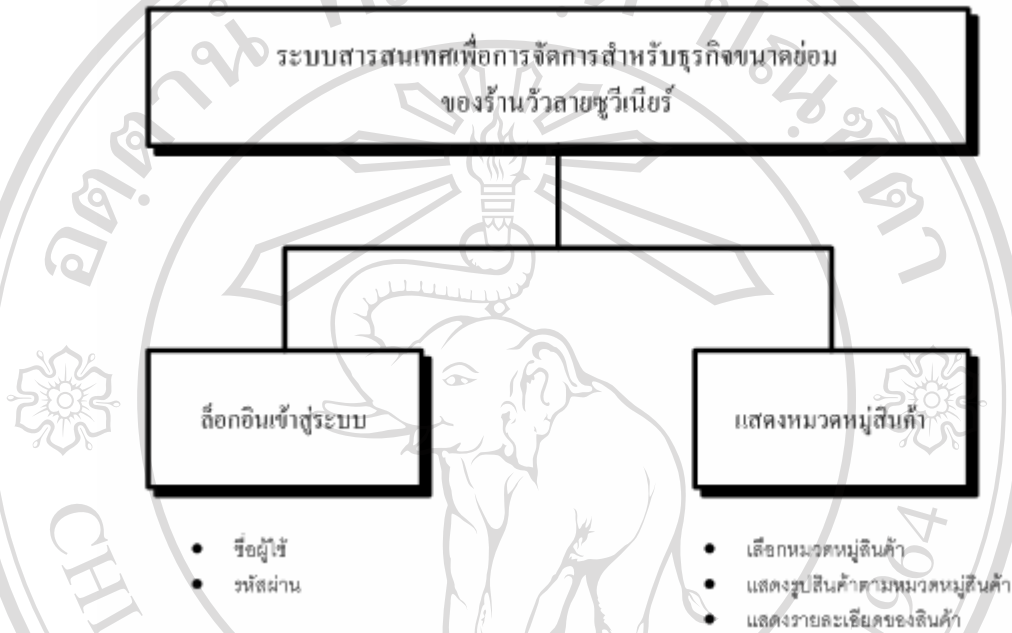 ระบบสารสนเทศเพื่อการจัดการสำหรับธุรกิจขนาดย่อม
ของร้านวัวลายซูวีเนียร์
ล็อกอินเข้าสู่ระบบ
แสดงหมวดหมู่สินค้า
• ชื่อผู้ใช้
• รหัสผ่าน
• เลือกหมวดหมู่สินค้า
• แสดงรูปสินค้าตามหมวดหมู่สินค้า
• แสดงรายละเอียดของสินค้า